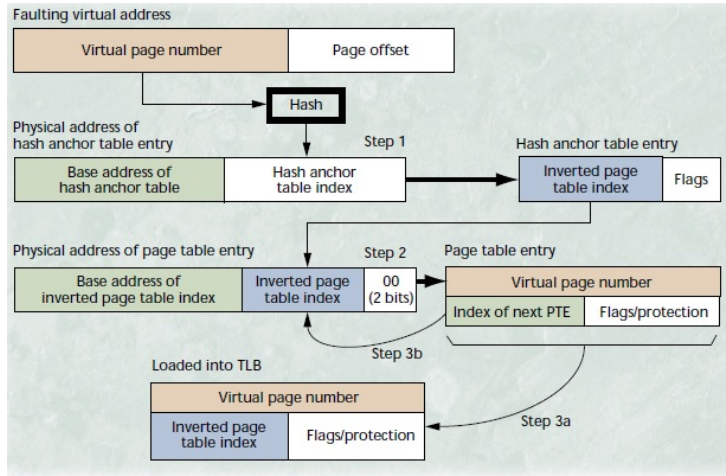 Faulting virtual address
Virtual page number
Page offset
Hash
Physical address of
hash anchor table entry
Step 1
Hash anchor table entry
Base address of
hash anchor table
Hash anchor
table index
Inverted page
table index
Flags
Physical address of page table entry
Step 2
Page table entry
Base address of
inverted page table index
Inverted page
table index
00
(2 bits)
Virtual page number
Index of next PTE
Flags/protection
Step 3b
Loaded into TLB
Virtual page number
Step 3a
Inverted page
table index
Flags/protection